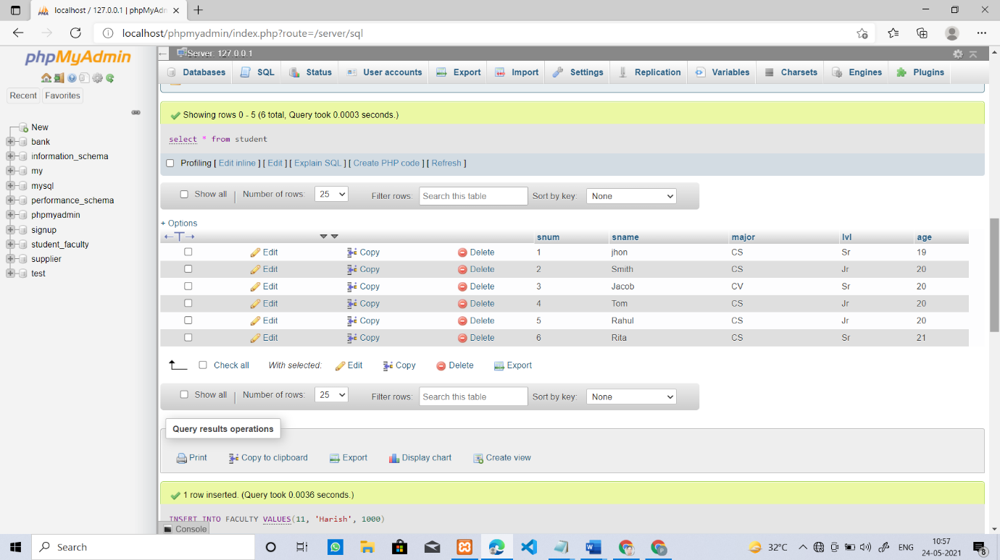 localhost / 127.0.0.1 | phpMyAdn
localhost/phpmyadmin/index.php?route=/server/sql
phpMyAdmin
Recent Favorites
New
bank
information_schema
my
mysql
performance_schema
phpmyadmin
signup
student_faculty
supplier
test
Server: 127.0.0.1
Databases SQL Status User accounts Export Import Settings Replication Variables Charsets Engines Plugins
Showing rows 0 - 5 (6 total, Query took 0.0003 seconds.)
select * from student
Profiling [ Edit inline ] [ Edit ] [ Explain SQL ] [ Create PHP code ] [ Refresh ]
Show all | Number of rows: 25 Filter rows: Search this table Sort by key: None
+ Options
←T→ snum sname major lvl age
Edit Copy Delete 1 jhon CS Sr 19
Edit Copy Delete 2 Smith CS Jr 20
Edit Copy Delete 3 Jacob CV Sr 20
Edit Copy Delete 4 Tom CS Jr 20
Edit Copy Delete 5 Rahul CS Jr 20
Edit Copy Delete 6 Rita CS Sr 21
Check all With selected: Edit Copy Delete Export
Show all | Number of rows: 25 Filter rows: Search this table Sort by key: None
Query results operations
Print Copy to clipboard Export Display chart Create view
1 row inserted. (Query took 0.0036 seconds.)
INSERT INTO FACULTY VALUES(11, 'Harish', 1000)
Console
Search 32°C ENG 10:57
24-05-2021 8